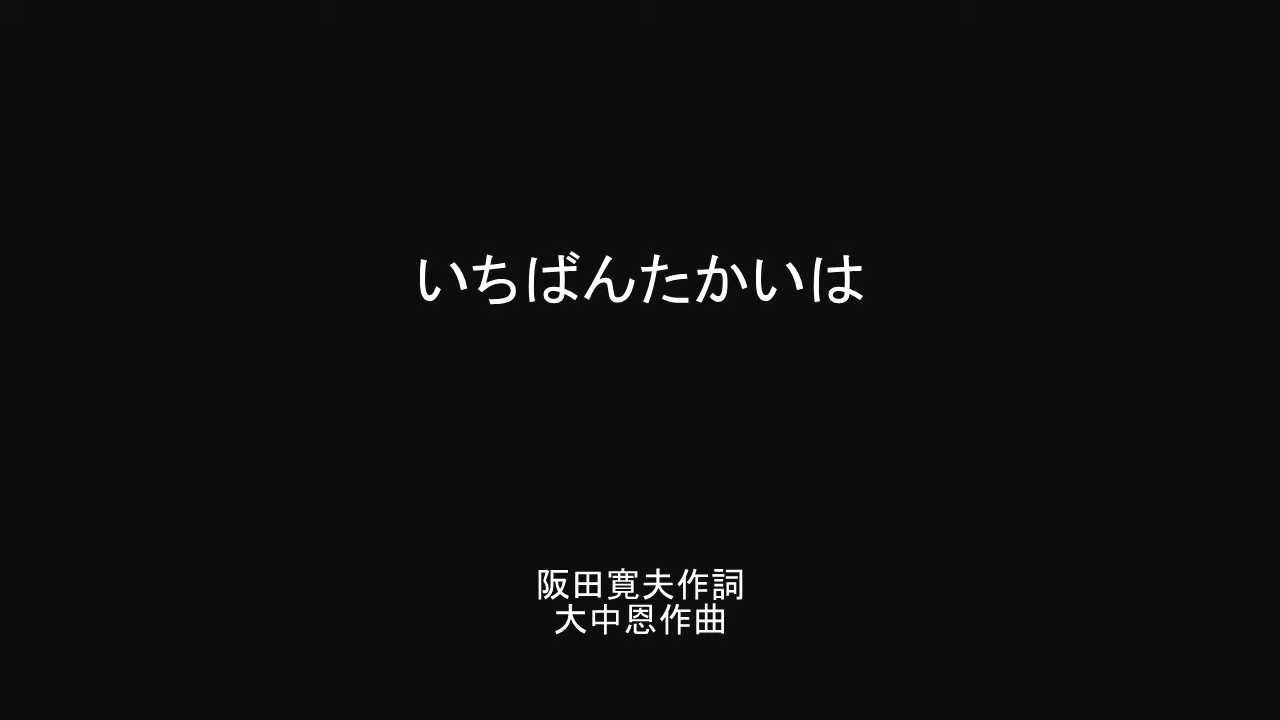 いちばんたかいは
阪田寛夫作詞
大中恩作曲